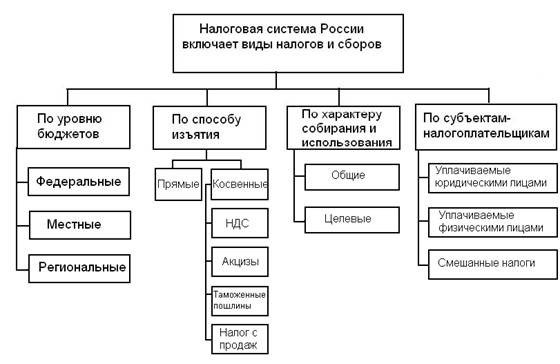 Налоговая система России
включает виды налогов и сборов
По уровню
бюджетов
Федеральные
Местные
Региональные
По способу
изъятия
Прямые
Косвенные
НДС
Акцизы
Таможенные
пошлины
Налог с
продаж
По характеру
собирания и
использования
Общие
Целевые
По субъектам-
налогоплательщикам
Уплачиваемые
юридическими лицами
Уплачиваемые
физическими лицами
Смешанные налоги